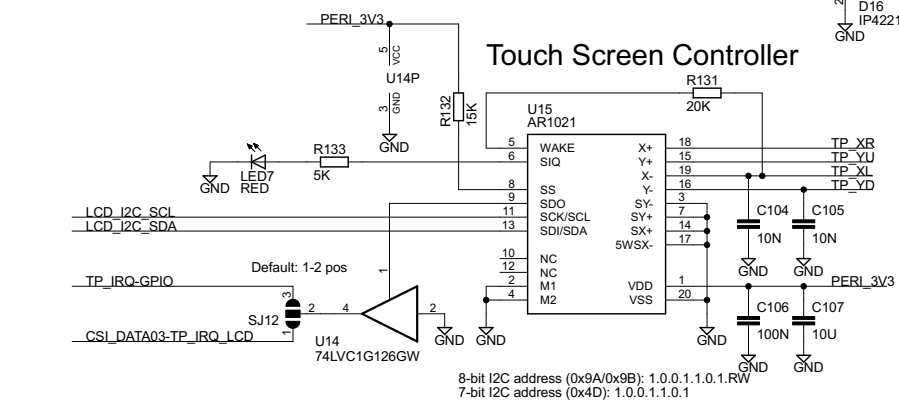 PERI_3V3
D16
IP4221
GND
2
Touch Screen Controller
5
VCC
U14P
GND
3
GND
R132
15K
R131
20K
U15
AR1021
R133
5K
LED7
RED
GND
5 WAKE X+ 18 TP_XR
6 SIQ Y+ 15 TP_YU
X- 19 TP_XL
8 SS Y- 16 TP_YD
9 SDO SY- 3
LCD_I2C_SCL 11 SCK/SCL SY+ 7
LCD_I2C_SDA 13 SDI/SDA SX+ 14
5WSX- 17
C104
10N
GND
C105
10N
GND
10 NC
12 NC
2 M1 VDD 1 PERI_3V3
4 M2 VSS 20
Default: 1-2 pos
TP_IRQ-GPIO
3
SJ12 2
1
CSI_DATA03-TP_IRQ_LCD
1
4 2
U14
74LVC1G126GW
GND
GND
GND
C106
100N
GND
C107
10U
GND
8-bit I2C address (0x9A/0x9B): 1.0.0.1.1.0.1.RW
7-bit I2C address (0x4D): 1.0.0.1.1.0.1